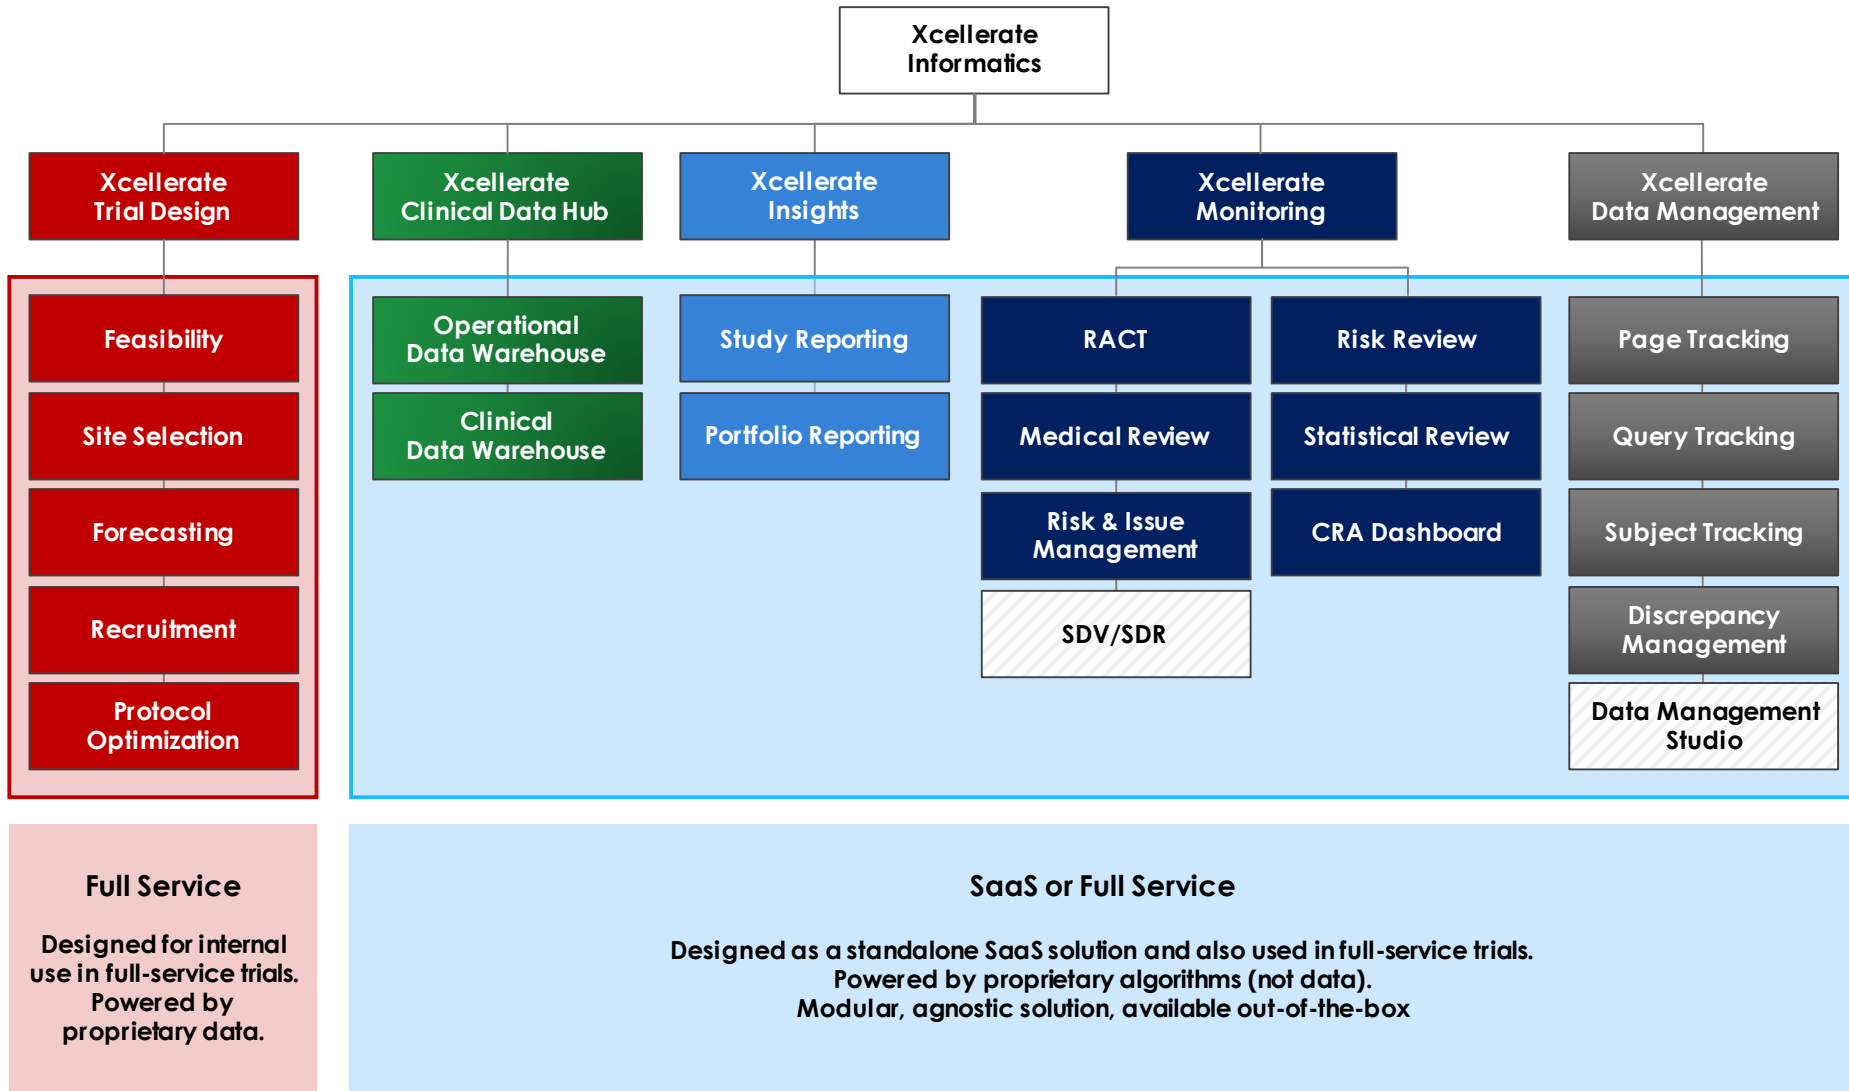 Xcellerate
Informatics
Xcellerate
Trial Design
Xcellerate
Clinical Data Hub
Xcellerate
Insights
Xcellerate
Monitoring
Xcellerate
Data Management
Feasibility
Site Selection
Forecasting
Recruitment
Protocol
Optimization
Operational
Data Warehouse
Clinical
Data Warehouse
Study Reporting
Portfolio Reporting
RACT
Medical Review
Risk & Issue
Management
SDV/SDR
Risk Review
Statistical Review
CRA Dashboard
Page Tracking
Query Tracking
Subject Tracking
Discrepancy
Management
Data Management
Studio
Full Service
Designed for internal
use in full-service trials.
Powered by
proprietary data.
SaaS or Full Service
Designed as a standalone SaaS solution and also used in full-service trials.
Powered by proprietary algorithms (not data).
Modular, agnostic solution, available out-of-the-box